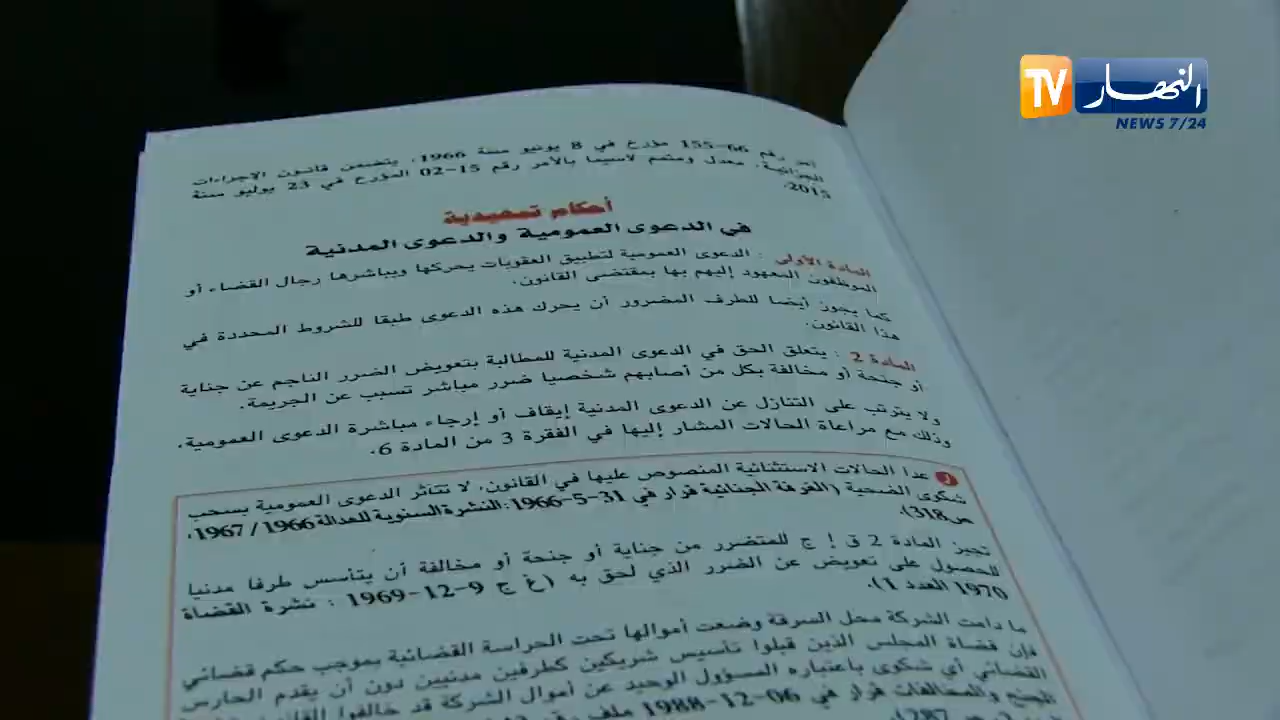 TV النهار
NEWS 7/24
أمر رقم 66-155 مؤرخ في 8 يونيو سنة 1966، يتضمن قانون الإجراءات
الجزائية، معدل ومتمم لاسيما بالأمر رقم 15-02 المؤرخ في 23 يوليو سنة
2015.
أحكام تمهيدية
في الدعوى العمومية والدعوى المدنية
المادة الأولى : الدعوى العمومية لتطبيق العقوبات يحركها ويباشرها رجال القضاء أو
الموظفون المعهود إليهم بها بمقتضى القانون.
كما يجوز أيضا للطرف المضرور أن يحرك هذه الدعوى طبقا للشروط المحددة في
هذا القانون.
المادة 2 : يتعلق الحق في الدعوى المدنية للمطالبة بتعويض الضرر الناجم عن جناية
أو جنحة أو مخالفة بكل من أصابهم شخصيا ضرر مباشر تسبب عن الجريمة.
ولا يترتب على التنازل عن الدعوى المدنية إيقاف أو إرجاء مباشرة الدعوى العمومية،
وذلك مع مراعاة الحالات المشار إليها في الفقرة 3 من المادة 6.
عدا الحالات الاستثنائية المنصوص عليها في القانون، لا تتأثر الدعوى العمومية بسحب
شكوى الضحية (الغرفة الجنائية قرار في 31-5-1966: النشرة السنوية للعدالة 1966 / 1967،
ص318).
تجيز المادة 2 ق إ ج للمتضرر من جناية أو جنحة أو مخالفة أن يتأسس طرفا مدنيا
للحصول على تعويض عن الضرر الذي لحق به (غ ج 9-12-1969 : نشرة القضاة
1970 العدد 1).
ما دامت الشركة محل السرقة وضعت أموالها تحت الحراسة القضائية بموجب حكم قضائي
فإن قضاة المجلس الذين قبلوا تأسيس شريكين كطرفين مدنيين دون أن يقدم الحارس
القضائي أي شكوى باعتباره المسؤول الوحيد عن أموال الشركة قد خالفوا
الجنح والمخالفات قرار في 06-12-1988 ملف رقم
ص 287).